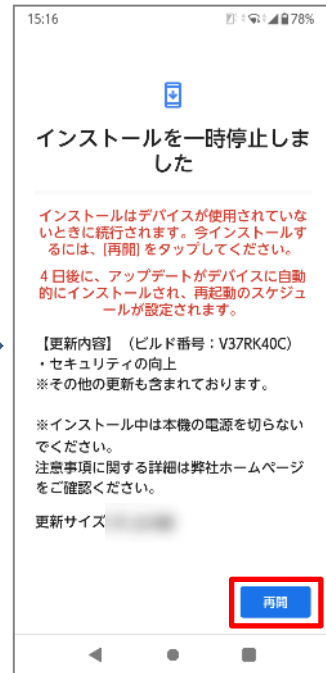 15:16
78%
インストールを一時停止しま
した
インストールはデバイスが使用されていな
いときに続行されます。今インストールす
るには、[再開] をタップしてください。
4 日後に、アップデートがデバイスに自動
的にインストールされ、再起動のスケジュ
ールが設定されます。
【更新内容】（ビルド番号：V37RK40C）
・セキュリティの向上
※その他の更新も含まれております。
※インストール中は本機の電源を切らない
でください。
注意事項に関する詳細は弊社ホームページ
をご確認ください。
更新サイズ
再開